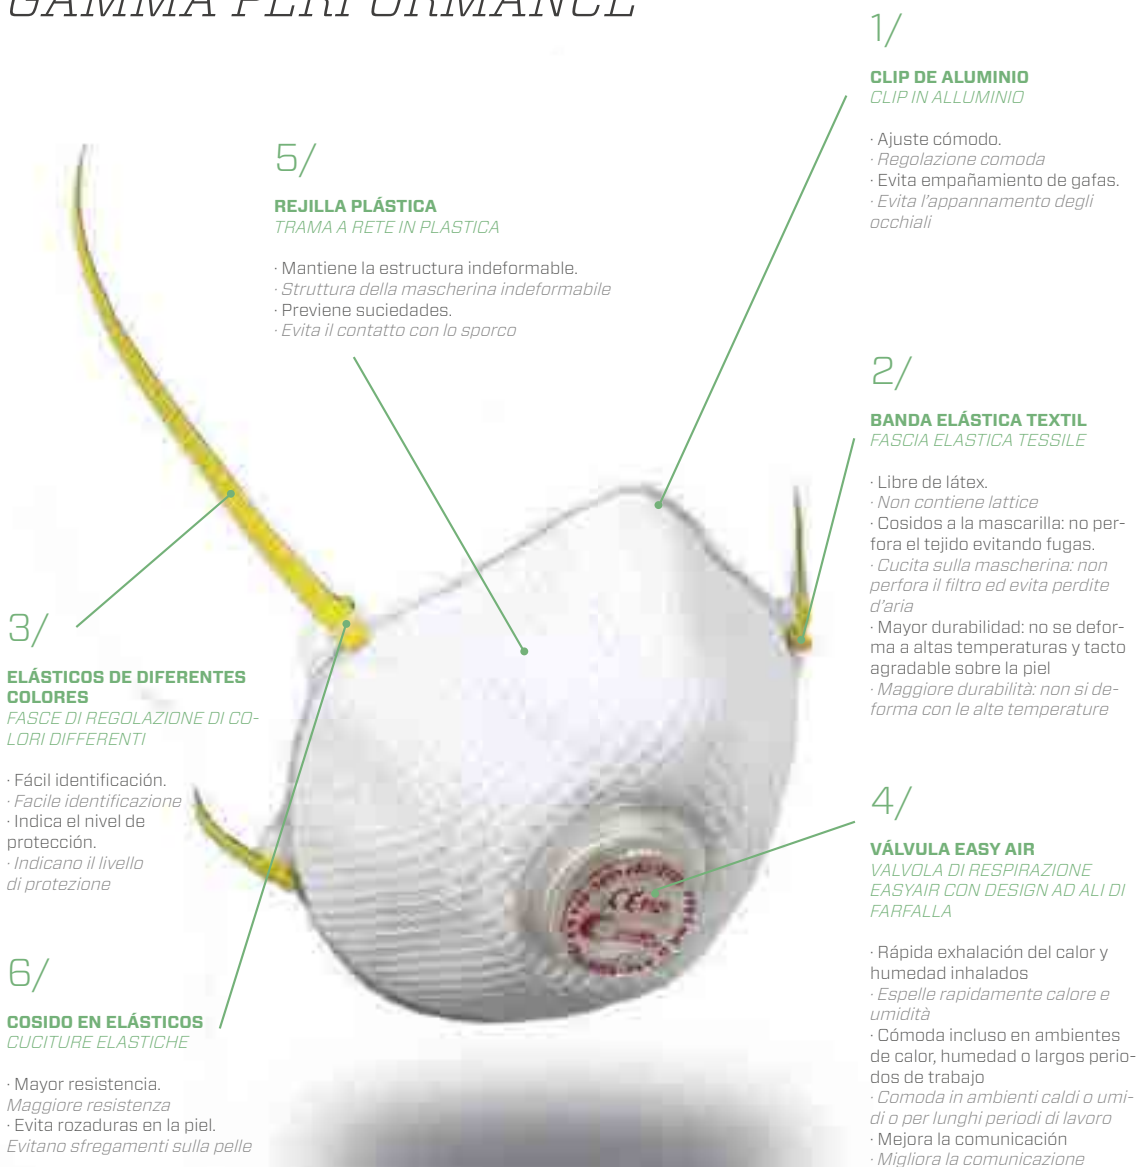 GAMMA PERFORMANCE
1/
CLIP DE ALUMINIO
CLIP IN ALLUMINIO
· Ajuste cómodo.
· Regolazione comoda
· Evita empañamiento de gafas.
· Evita l'appannamento degli
occhiali
5/
REJILLA PLÁSTICA
TRAMA A RETE IN PLASTICA
· Mantiene la estructura indeformable.
· Struttura della mascherina indeformabile
· Previene suciedades.
· Evita il contatto con lo sporco
2/
BANDA ELÁSTICA TEXTIL
FASCIA ELASTICA TESSILE
· Libre de látex.
· Non contiene lattice
· Cosidos a la mascarilla: no per-
fora el tejido evitando fugas.
· Cucita sulla mascherina: non
perfora il filtro ed evita perdite
d'aria
· Mayor durabilidad: no se defor-
ma a altas temperaturas y tacto
agradable sobre la piel
· Maggiore durabilità: non si de-
forma con le alte temperature
3/
ELÁSTICOS DE DIFERENTES
COLORES
FASCE DI REGOLAZIONE DI CO-
LORI DIFFERENTI
· Fácil identificación.
· Facile identificazione
· Indica el nivel de
protección.
· Indicano il livello
di protezione
4/
VÁLVULA EASY AIR
VALVOLA DI RESPIRAZIONE
EASYAIR CON DESIGN AD ALI DI
FARFALLA
· Rápida exhalación del calor y
humedad inhalados
· Espelle rapidamente calore e
umidità
· Cómoda incluso en ambientes
de calor, humedad o largos perio-
dos de trabajo
· Comoda in ambienti caldi o umi-
di o per lunghi periodi di lavoro
· Mejora la comunicación
· Migliora la comunicazione
6/
COSIDO EN ELÁSTICOS
CUCITURE ELASTICHE
· Mayor resistencia.
Maggiore resistenza
· Evita rozaduras en la piel.
Evitano sfregamenti sulla pelle
CE